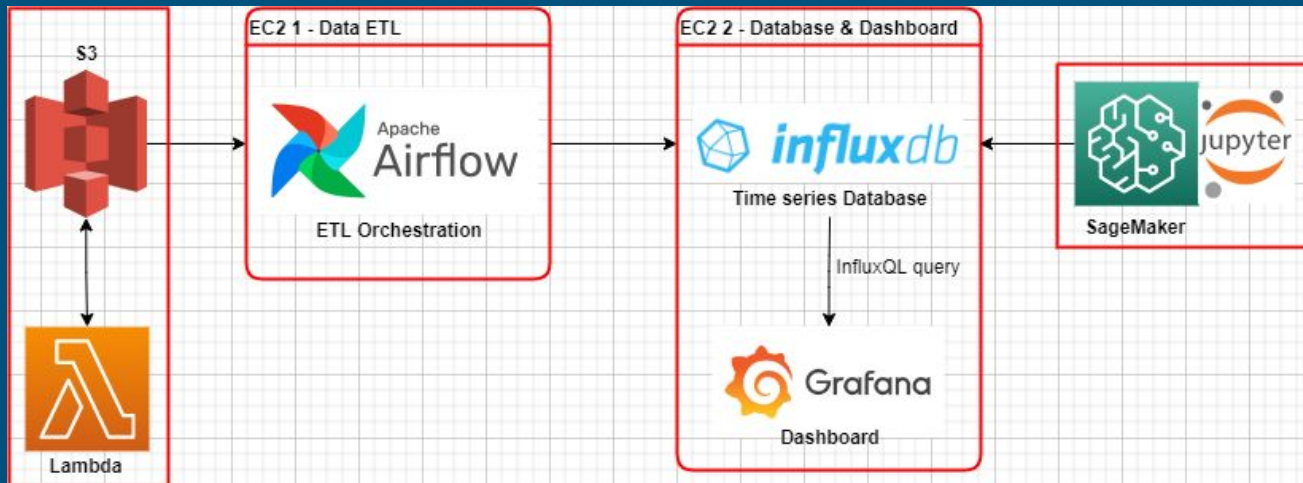 S3
Lambda
EC2 1 - Data ETL
Apache
Airflow
ETL Orchestration
EC2 2 - Database & Dashboard
influxdb
Time series Database
InfluxQL query
Grafana
Dashboard
jupyter
SageMaker